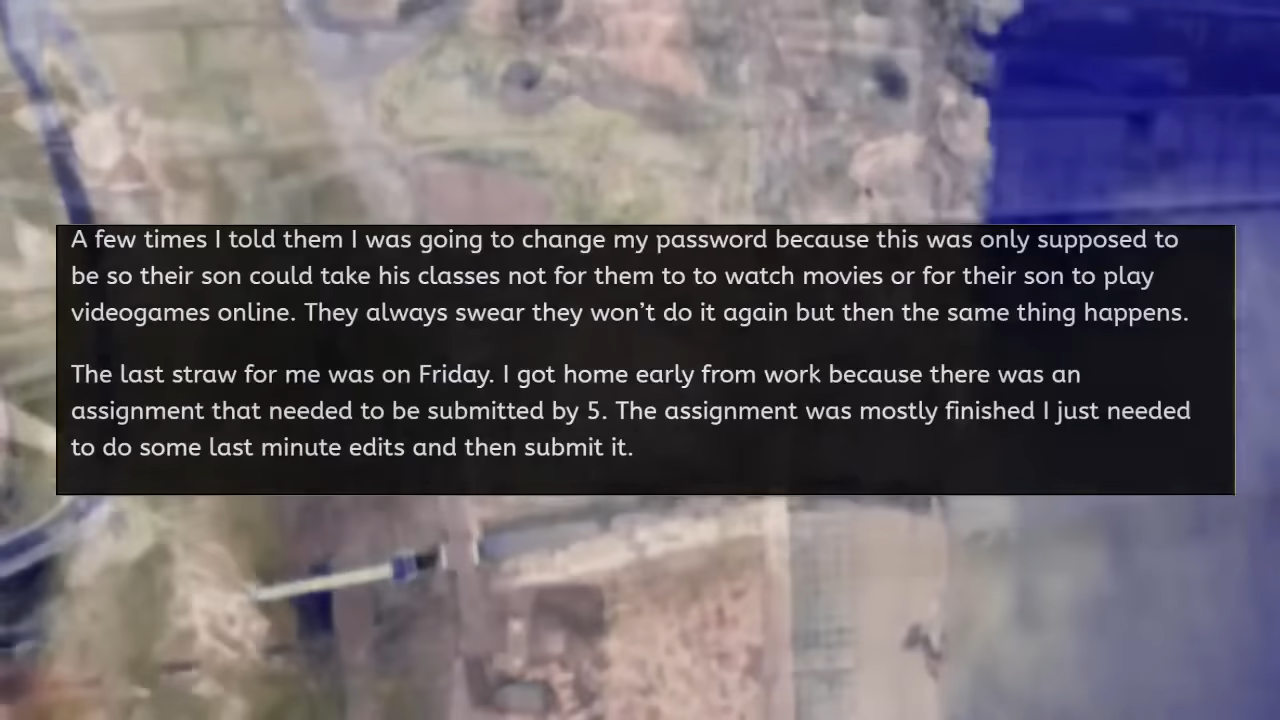 A few times I told them I was going to change my password because this was only supposed to
be so their son could take his classes not for them to to watch movies or for their son to play
videogames online. They always swear they won’t do it again but then the same thing happens.
The last straw for me was on Friday. I got home early from work because there was an
assignment that needed to be submitted by 5. The assignment was mostly finished I just needed
to do some last minute edits and then submit it.